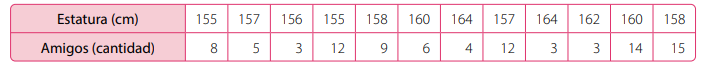 Estatura (cm) 155 157 156 155 158 160 164 157 164 162 160 158
Amigos (cantidad) 8 5 3 12 9 6 4 12 3 3 14 15